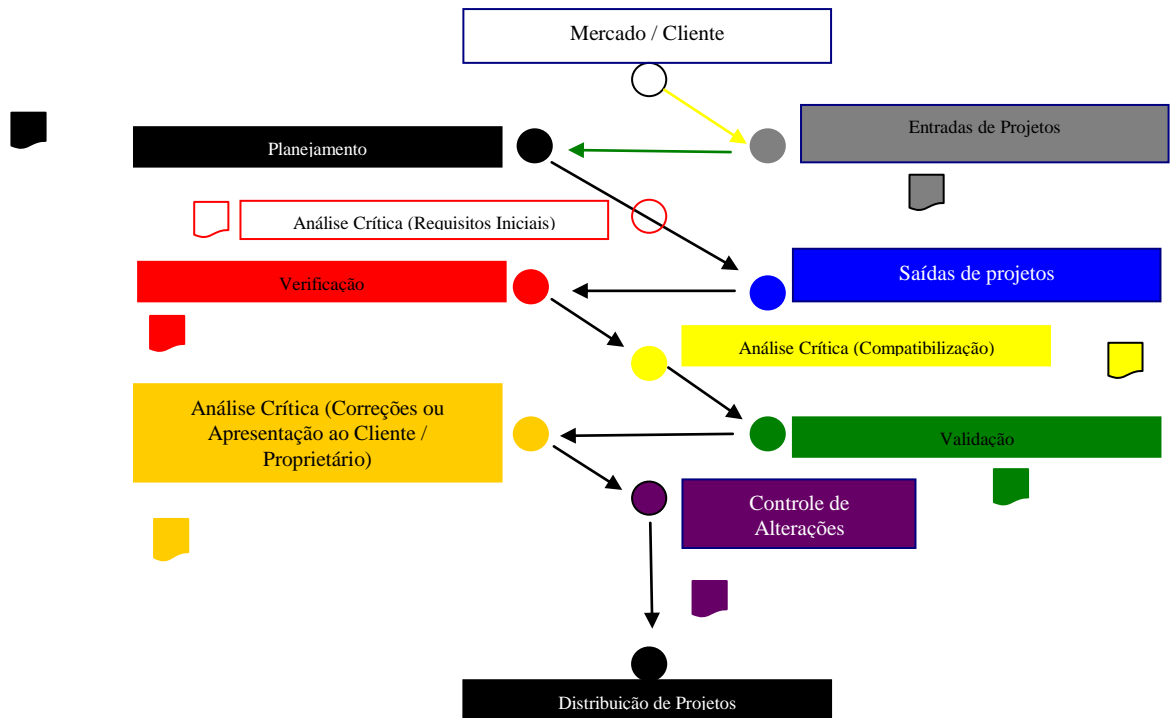 Mercado / Cliente
Entradas de Projetos
Planejamento
Análise Crítica (Requisitos Iniciais)
Saídas de projetos
Verificação
Análise Crítica (Compatibilização)
Análise Crítica (Correções ou
Apresentação ao Cliente /
Proprietário)
Validação
Controle de
Alterações
Distribuição de Projetos